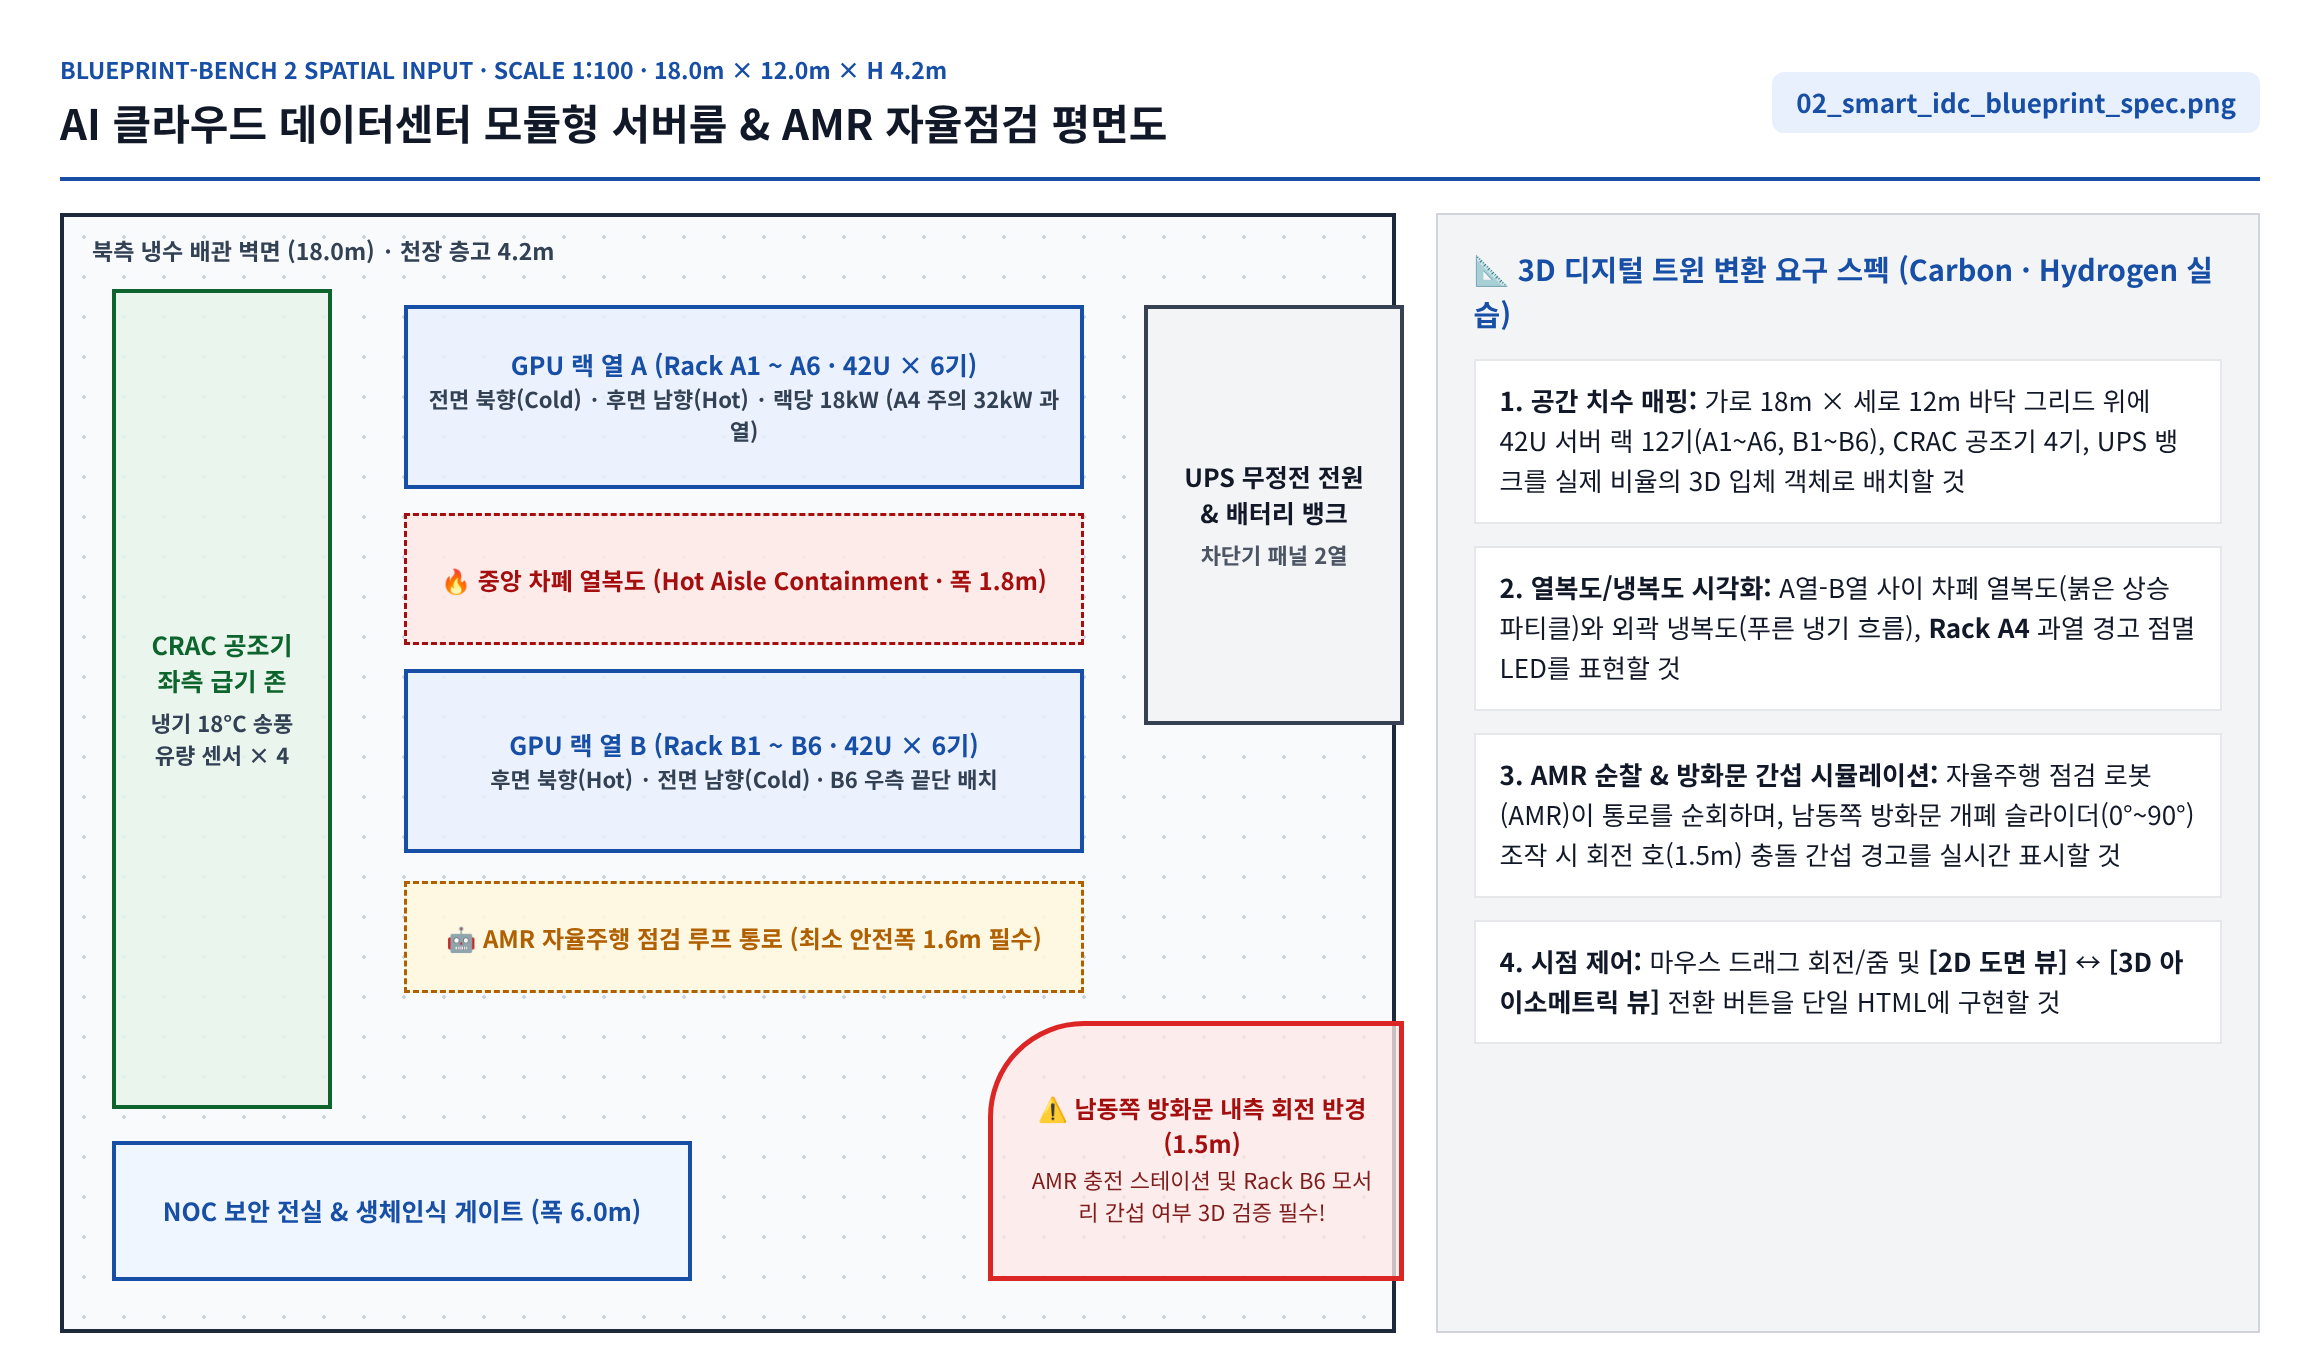 BLUEPRINT-BENCH 2 SPATIAL INPUT · SCALE 1:100 · 18.0m × 12.0m × H 4.2m
AI 클라우드 데이터센터 모듈형 서버룸 & AMR 자율점검 평면도
02_smart_idc_blueprint_spec.png
북측 냉수 배관 벽면 (18.0m) · 천장 층고 4.2m
CRAC 공조기
좌측 급기 존
냉기 18°C 송풍
유량 센서 × 4
GPU 랙 열 A (Rack A1 ~ A6 · 42U × 6기)
전면 북향(Cold) · 후면 남향(Hot) · 랙당 18kW (A4 주의 32kW 과
열)
🔥 중앙 차폐 열복도 (Hot Aisle Containment · 폭 1.8m)
GPU 랙 열 B (Rack B1 ~ B6 · 42U × 6기)
후면 북향(Hot) · 전면 남향(Cold) · B6 우측 끝단 배치
🤖 AMR 자율주행 점검 루프 통로 (최소 안전폭 1.6m 필수)
UPS 무정전 전원
& 배터리 뱅크
차단기 패널 2열
NOC 보안 전실 & 생체인식 게이트 (폭 6.0m)
⚠️ 남동쪽 방화문 내측 회전 반경
(1.5m)
AMR 충전 스테이션 및 Rack B6 모서
리 간섭 여부 3D 검증 필수!
📐 3D 디지털 트윈 변환 요구 스펙 (Carbon · Hydrogen 실
습)
1. 공간 치수 매핑: 가로 18m × 세로 12m 바닥 그리드 위에
42U 서버 랙 12기(A1~A6, B1~B6), CRAC 공조기 4기, UPS 뱅
크를 실제 비율의 3D 입체 객체로 배치할 것
2. 열복도/냉복도 시각화: A열-B열 사이 차폐 열복도(붉은 상승
파티클)와 외곽 냉복도(푸른 냉기 흐름), Rack A4 과열 경고 점멸
LED를 표현할 것
3. AMR 순찰 & 방화문 간섭 시뮬레이션: 자율주행 점검 로봇
(AMR)이 통로를 순회하며, 남동쪽 방화문 개폐 슬라이더(0°~90°)
조작 시 회전 호(1.5m) 충돌 간섭 경고를 실시간 표시할 것
4. 시점 제어: 마우스 드래그 회전/줌 및 [2D 도면 뷰] ↔ [3D 아
이소메트릭 뷰] 전환 버튼을 단일 HTML에 구현할 것